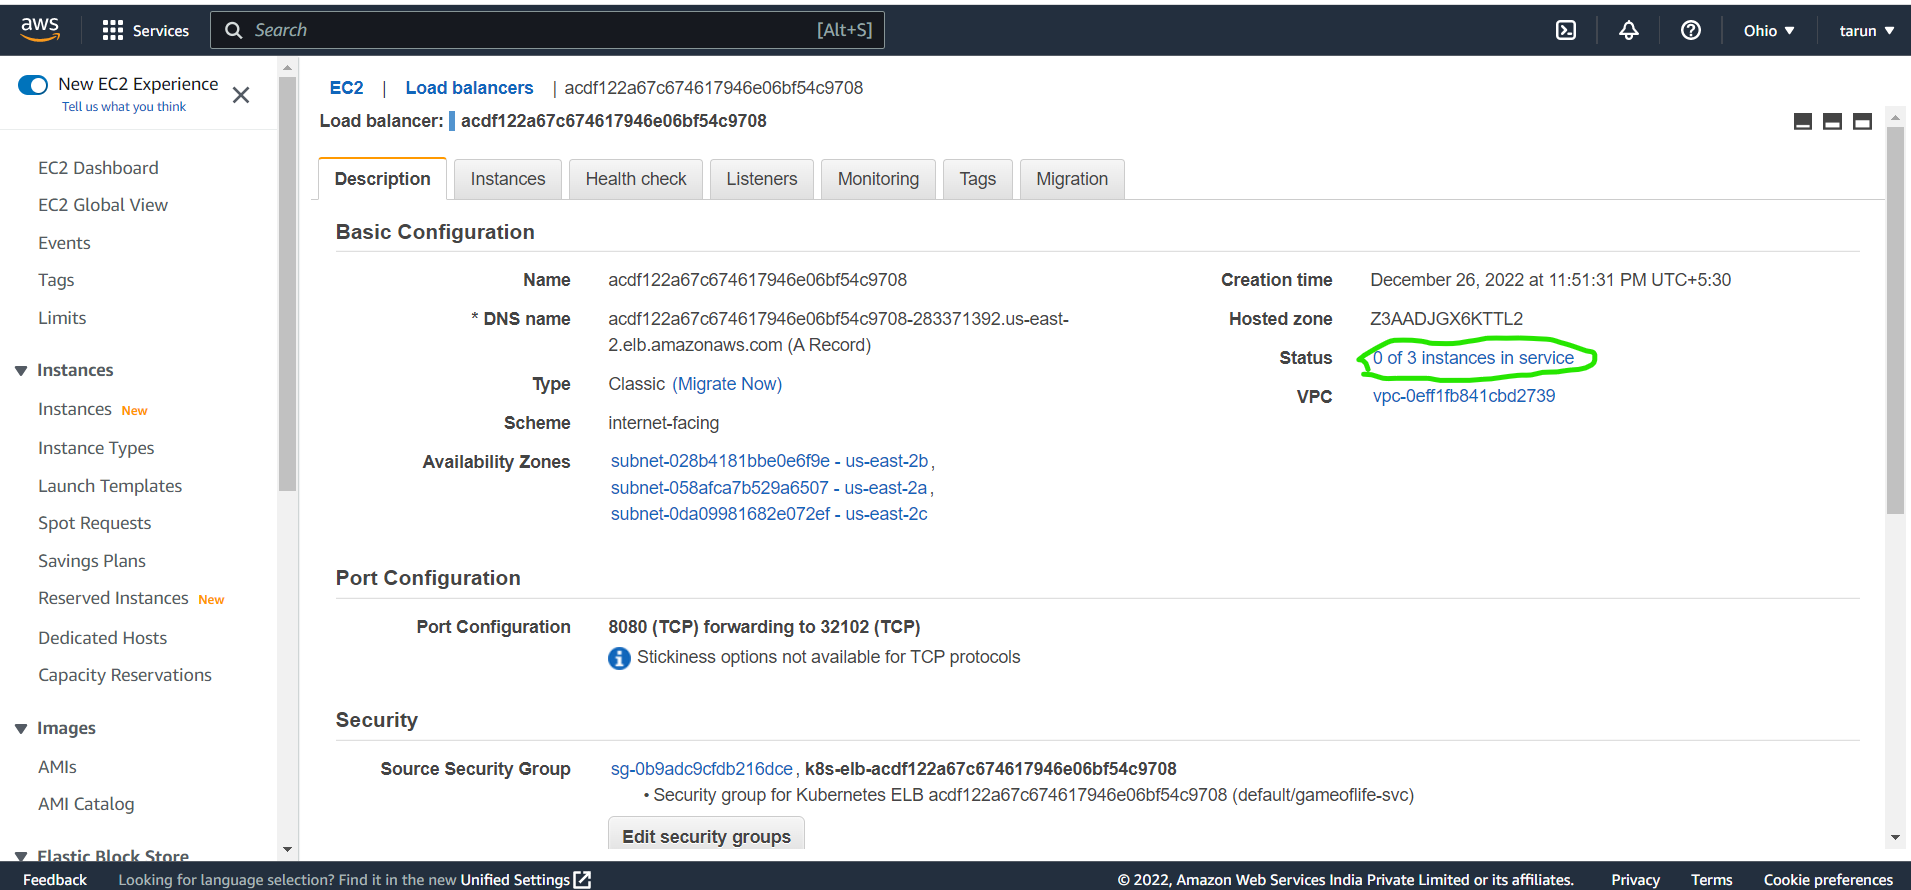 aws
Services
Search [Alt+S]
Ohio ▼
tarun ▼
New EC2 Experience
Tell us what you think
EC2 Dashboard
EC2 Global View
Events
Tags
Limits
Instances
Instances New
Instance Types
Launch Templates
Spot Requests
Savings Plans
Reserved Instances New
Dedicated Hosts
Capacity Reservations
Images
AMIs
AMI Catalog
Elastic Block Store
EC2 | Load balancers | acdf122a67c674617946e06bf54c9708
Load balancer: acdf122a67c674617946e06bf54c9708
Description Instances Health check Listeners Monitoring Tags Migration
Basic Configuration
Name acdf122a67c674617946e06bf54c9708
* DNS name acdf122a67c674617946e06bf54c9708-283371392.us-east-
2.elb.amazonaws.com (A Record)
Type Classic (Migrate Now)
Scheme internet-facing
Availability Zones subnet-028b4181bbe0e6f9e - us-east-2b,
subnet-058afca7b529a6507 - us-east-2a,
subnet-0da09981682e072ef - us-east-2c
Creation time December 26, 2022 at 11:51:31 PM UTC+5:30
Hosted zone Z3AADJGX6KTTL2
Status 0 of 3 instances in service
VPC vpc-0eff1fb841cbd2739
Port Configuration
Port Configuration 8080 (TCP) forwarding to 32102 (TCP)
Stickiness options not available for TCP protocols
Security
Source Security Group sg-0b9adc9cfdb216dce, k8s-elb-acdf122a67c674617946e06bf54c9708
• Security group for Kubernetes ELB acdf122a67c674617946e06bf54c9708 (default/gameoflife-svc)
Edit security groups
Feedback Looking for language selection? Find it in the new Unified Settings
© 2022, Amazon Web Services India Private Limited or its affiliates. Privacy Terms Cookie preferences